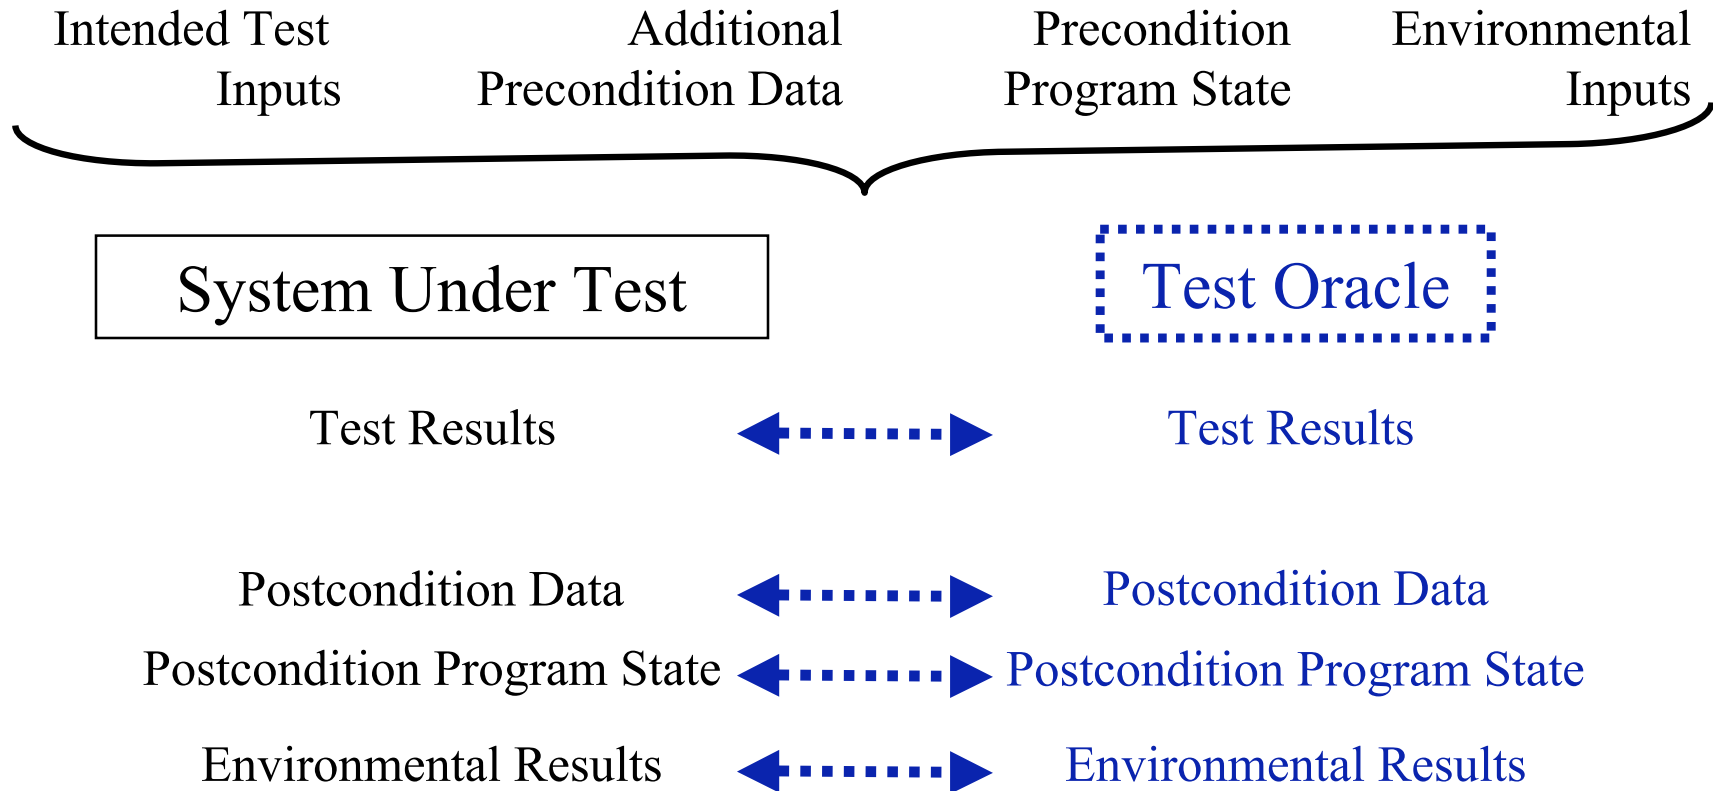 Intended Test Inputs
Additional Precondition Data
Precondition Program State
Environmental Inputs
System Under Test
Test Oracle
Test Results
Test Results
Postcondition Data
Postcondition Data
Postcondition Program State
Postcondition Program State
Environmental Results
Environmental Results